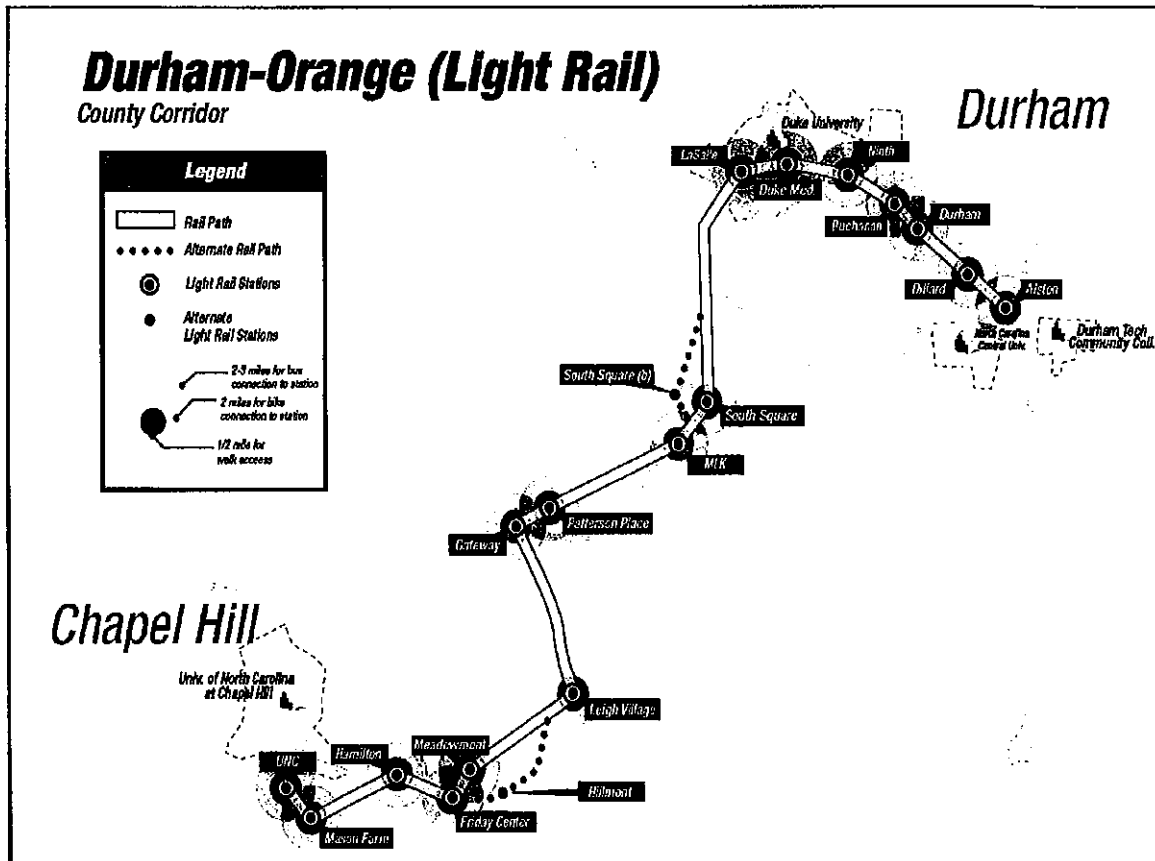 Durham-Orange (Light Rail)
County Corridor
Durham
Legend
Rail Path
Alternate Rail Path
Light Rail Stations
Alternate
Light Rail Stations
2-3 miles for bus
connection to station
2 miles for bike
connection to station
1/2 mile for
walk access
Duke University
LaSalle
Duke Med.
Ninth
Buchanan
Durham
Dillard
Alston
North Carolina
Central Univ.
Durham Tech
Community Coll.
South Square (b)
South Square
MLK
Patterson Place
Gateway
Chapel Hill
Univ. of North Carolina
at Chapel Hill
Leigh Village
Meadowmont
Hamilton
UNC
Hillmont
Friday Center
Mason Farm